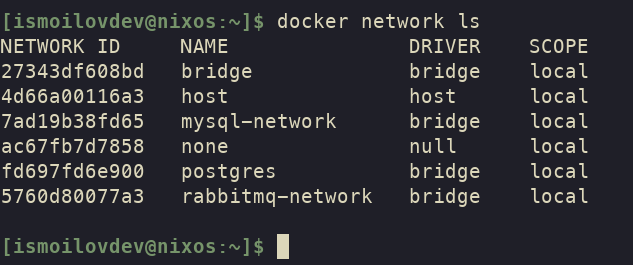 [ismoilovdev@nixos:~]$ docker network ls
NETWORK ID     NAME               DRIVER    SCOPE
27343df608bd   bridge             bridge    local
4d66a00116a3   host               host      local
7ad19b38fd65   mysql-network      bridge    local
ac67fb7d7858   none               null      local
fd697fd6e900   postgres           bridge    local
5760d80077a3   rabbitmq-network   bridge    local
[ismoilovdev@nixos:~]$